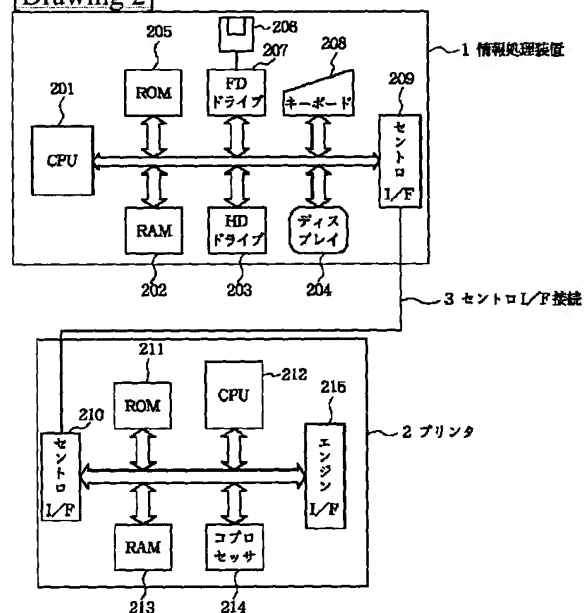 [Drawing 2]
206
205
207
208
1 情報処理装置
201
ROM
FD
ドライブ
キーボード
209
CPU
セントロ
I/F
RAM
HD
ドライブ
ディス
プレイ
202
203
204
3 セントロI/F接続
211
212
215
210
ROM
CPU
2 プリンタ
セントロ
I/F
エンジン
I/F
RAM
コプロ
セッサ
213
214